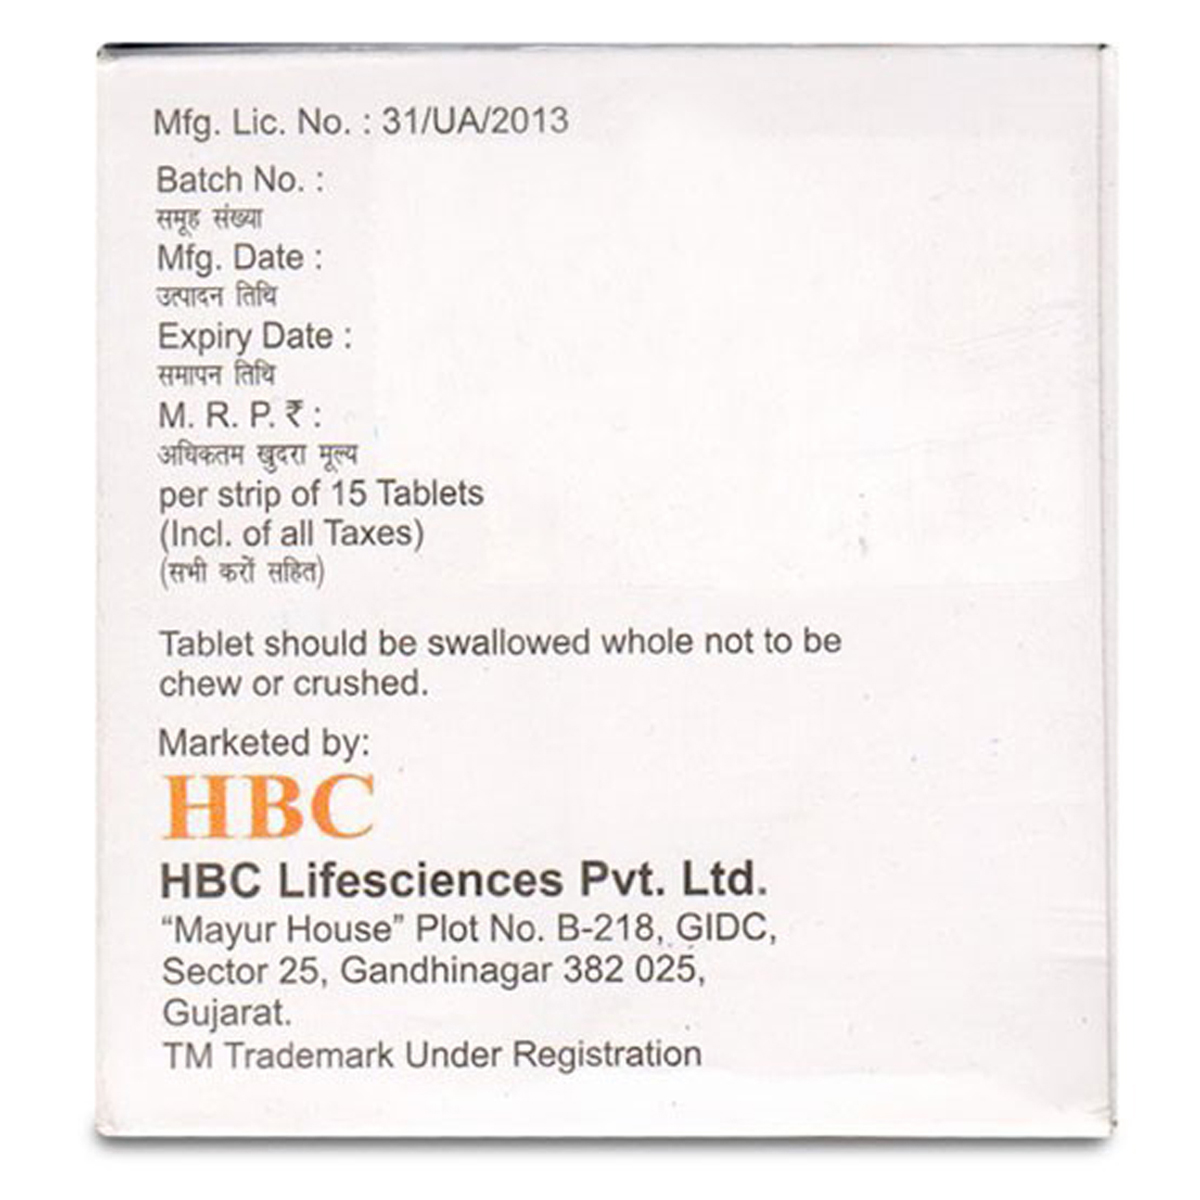 Mfg. Lic. No. : 31/UA/2013
Batch No. :
समूह संख्या
Mfg. Date :
उत्पादन तिथि
Expiry Date :
समापन तिथि
M. R. P. ₹ :
अधिकतम खुदरा मूल्य
per strip of 15 Tablets
(Incl. of all Taxes)
(सभी करों सहित)
Tablet should be swallowed whole not to be
chew or crushed.
Marketed by:
HBC
HBC Lifesciences Pvt. Ltd.
“Mayur House” Plot No. B-218, GIDC,
Sector 25, Gandhinagar 382 025,
Gujarat.
TM Trademark Under Registration